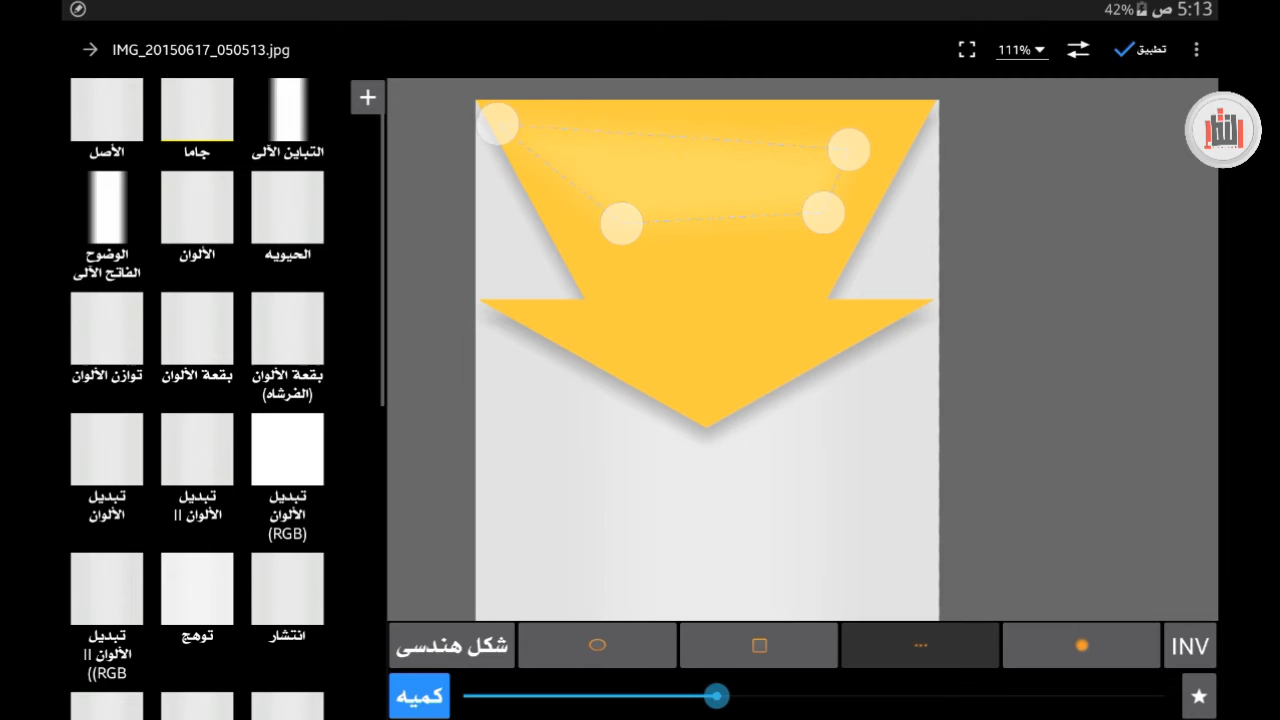 42% 5:13 ص
IMG_20150617_050513.jpg
111%
تطبيق
الأصل
جاما
التباين الآلى
الوضوح الفاتح الآلى
الألوان
الحيويه
توازن الألوان
بقعة الألوان
بقعة الألوان (الفرشاه)
تبديل الألوان
تبديل الألوان II
تبديل الألوان (RGB)
تبديل الألوان II ((RGB
توهج
انتشار
شكل هندسى
INV
كميه